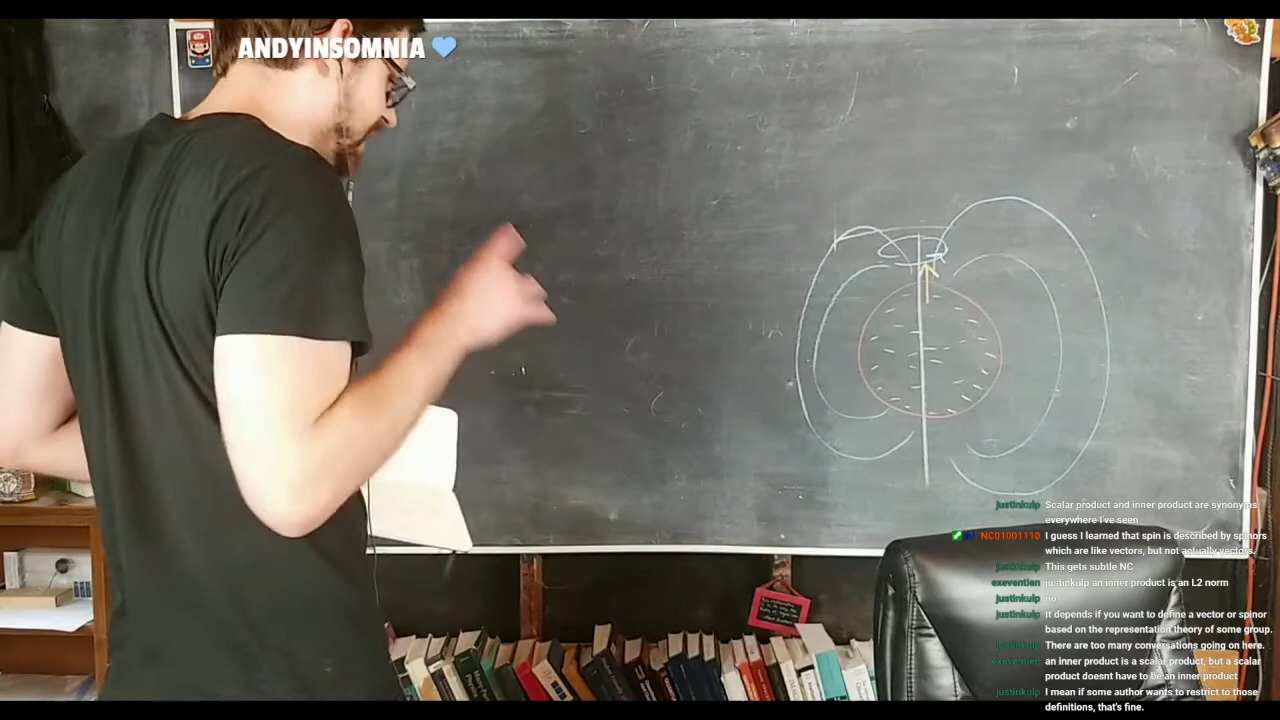 ANDYINSOMNIA
justinkulp Scalar product and inner product are synonyms
everywhere I've seen
NC01001110 I guess I learned that spin is described by spinors
which are like vectors, but not actually vectors.
justinkulp This gets subtle NC
exevention justinkulp an inner product is an L2 norm
justinkulp no
justinkulp it depends if you want to define a vector or spinor
based on the representation theory of some group.
justinkulp There are too many conversations going on here.
exevention an inner product is a scalar product, but a scalar
product doesnt have to be an inner product
justinkulp I mean if some author wants to restrict to those
definitions, that's fine.